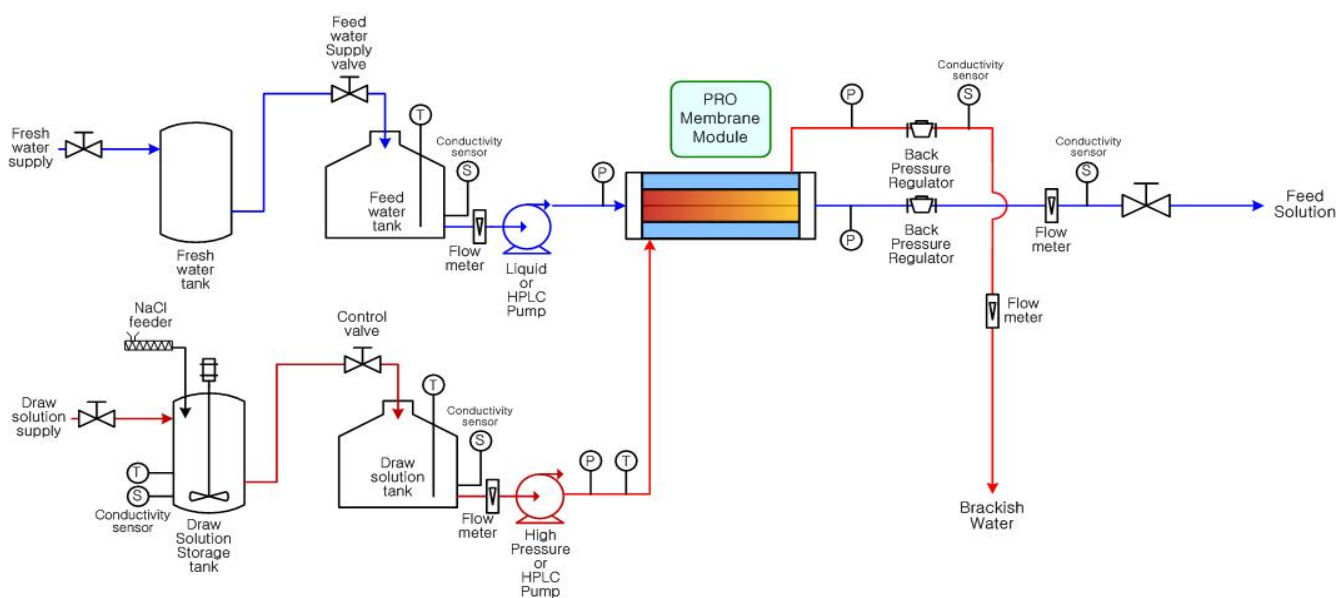 Feed
water
Supply
valve
Fresh
water
supply
Fresh
water
tank
T
Conductivity
sensor
S
Feed
water
tank
Flow
meter
Liquid
or
HPLC
Pump
P
PRO
Membrane
Module
P
Conductivity
sensor
S
Back
Pressure
Regulator
P
Back
Pressure
Regulator
Conductivity
sensor
S
Flow
meter
Feed
Solution
Flow
meter
Brackish
Water
NaCl
feeder
Draw
solution
supply
T
S
Conductivity
sensor
Draw
Solution
Storage
tank
Control
valve
T
Conductivity
sensor
S
Draw
solution
tank
Flow
meter
High
Pressure
or
HPLC
Pump
P
T